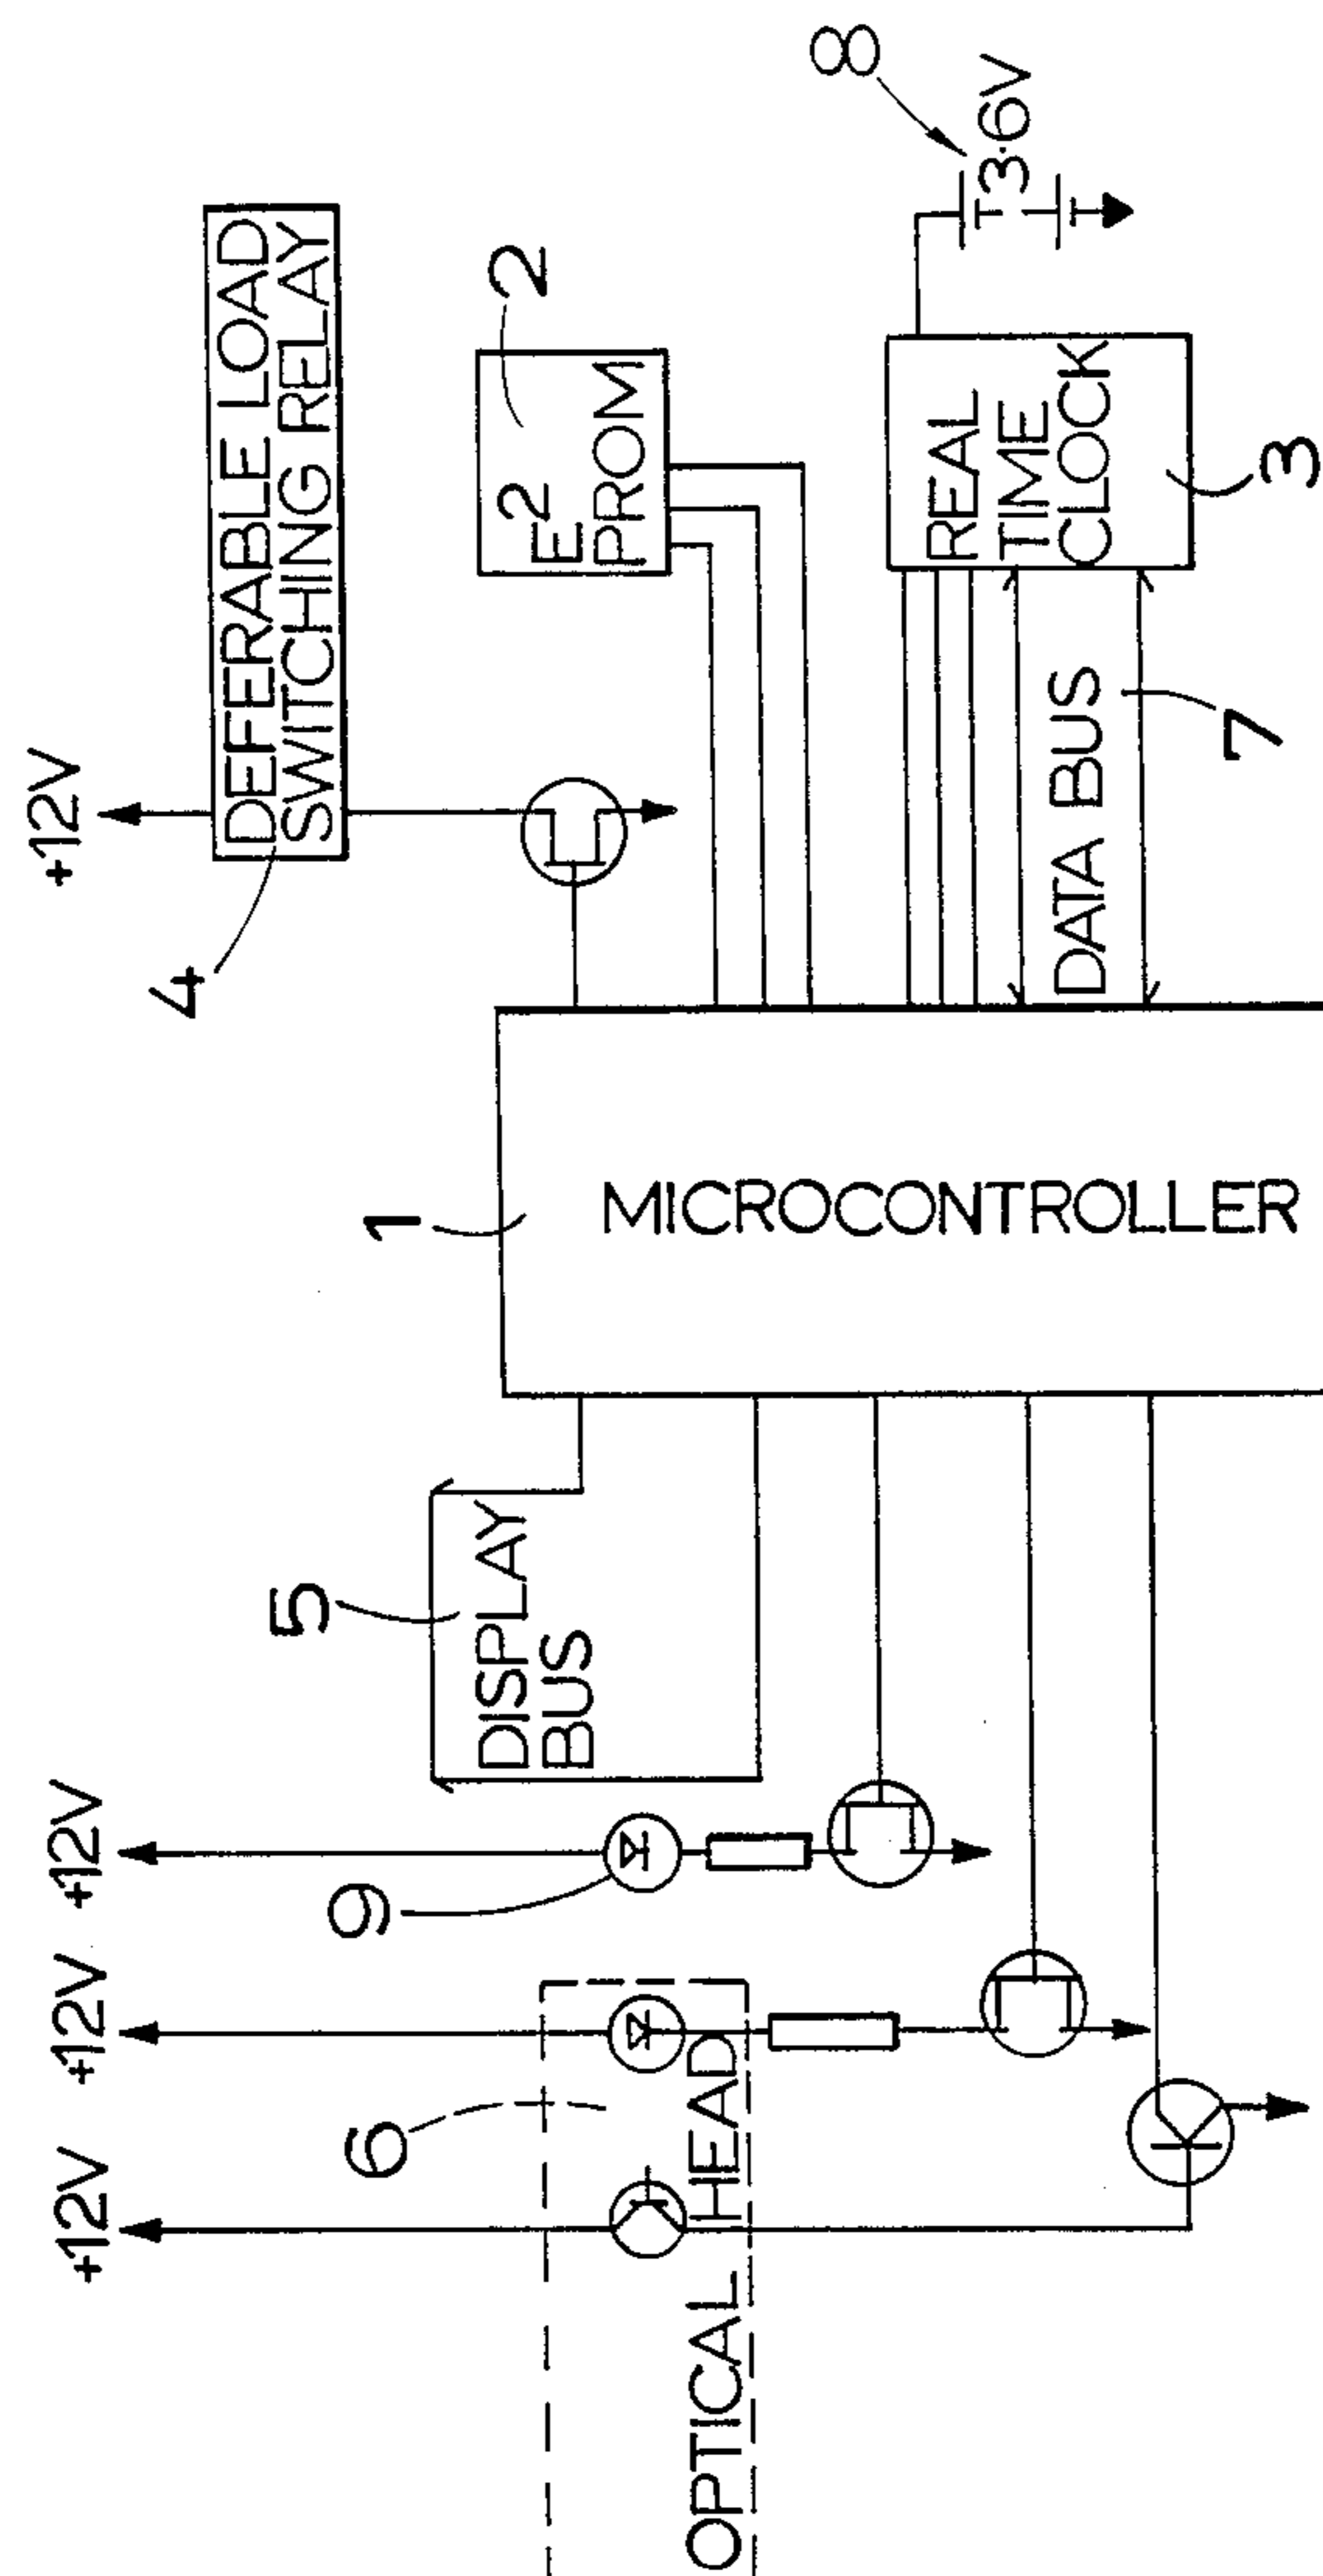 +12V
+12V
+12V
+12V
4
DEFERABLE LOAD
SWITCHING RELAY
6
9
5
1
2
DISPLAY
BUS
E2
PROM
OPTICAL HEAD
MICROCONTROLLER
8
3·6V
REAL
TIME
CLOCK
DATA BUS
7
3